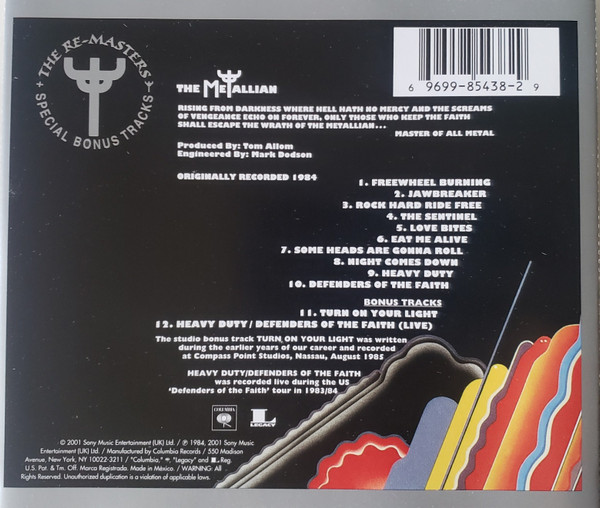 + THE RE-MASTERS +
SPECIAL BONUS TRACKS
6 9699-85438-2 9
THE METALLIAN
RISING FROM DARKNESS WHERE HELL HATH NO MERCY AND THE SCREAMS
OF VENGEANCE ECHO ON FOREVER, ONLY THOSE WHO KEEP THE FAITH
SHALL ESCAPE THE WRATH OF THE METALLIAN...
MASTER OF ALL METAL
Produced By: Tom Allom
Engineered By: Mark Dodson
ORIGINALLY RECORDED 1984
1. FREEWHEEL BURNING
2. JAWBREAKER
3. ROCK HARD RIDE FREE
4. THE SENTINEL
5. LOVE BITES
6. EAT ME ALIVE
7. SOME HEADS ARE GONNA ROLL
8. NIGHT COMES DOWN
9. HEAVY DUTY
10. DEFENDERS OF THE FAITH
BONUS TRACKS
11. TURN ON YOUR LIGHT
12. HEAVY DUTY/DEFENDERS OF THE FAITH (LIVE)
The studio bonus track TURN ON YOUR LIGHT was written
during the earlier years of our career and recorded
at Compass Point Studios, Nassau, August 1985
HEAVY DUTY/DEFENDERS OF THE FAITH
was recorded live during the US
'Defenders of the Faith' tour in 1983/84
COLUMBIA
L
LEGACY
© 2001 Sony Music Entertainment (UK) Ltd. / ℗ 1984, 2001 Sony Music
Entertainment (UK) Ltd. / Manufactured by Columbia Records / 550 Madison
Avenue, New York, NY 10022-3211 / "Columbia," "Legacy" and L Reg.
U.S. Pat. & Tm. Off. Marca Registrada. Made in México. / WARNING: All
Rights Reserved. Unauthorized duplication is a violation of applicable laws.